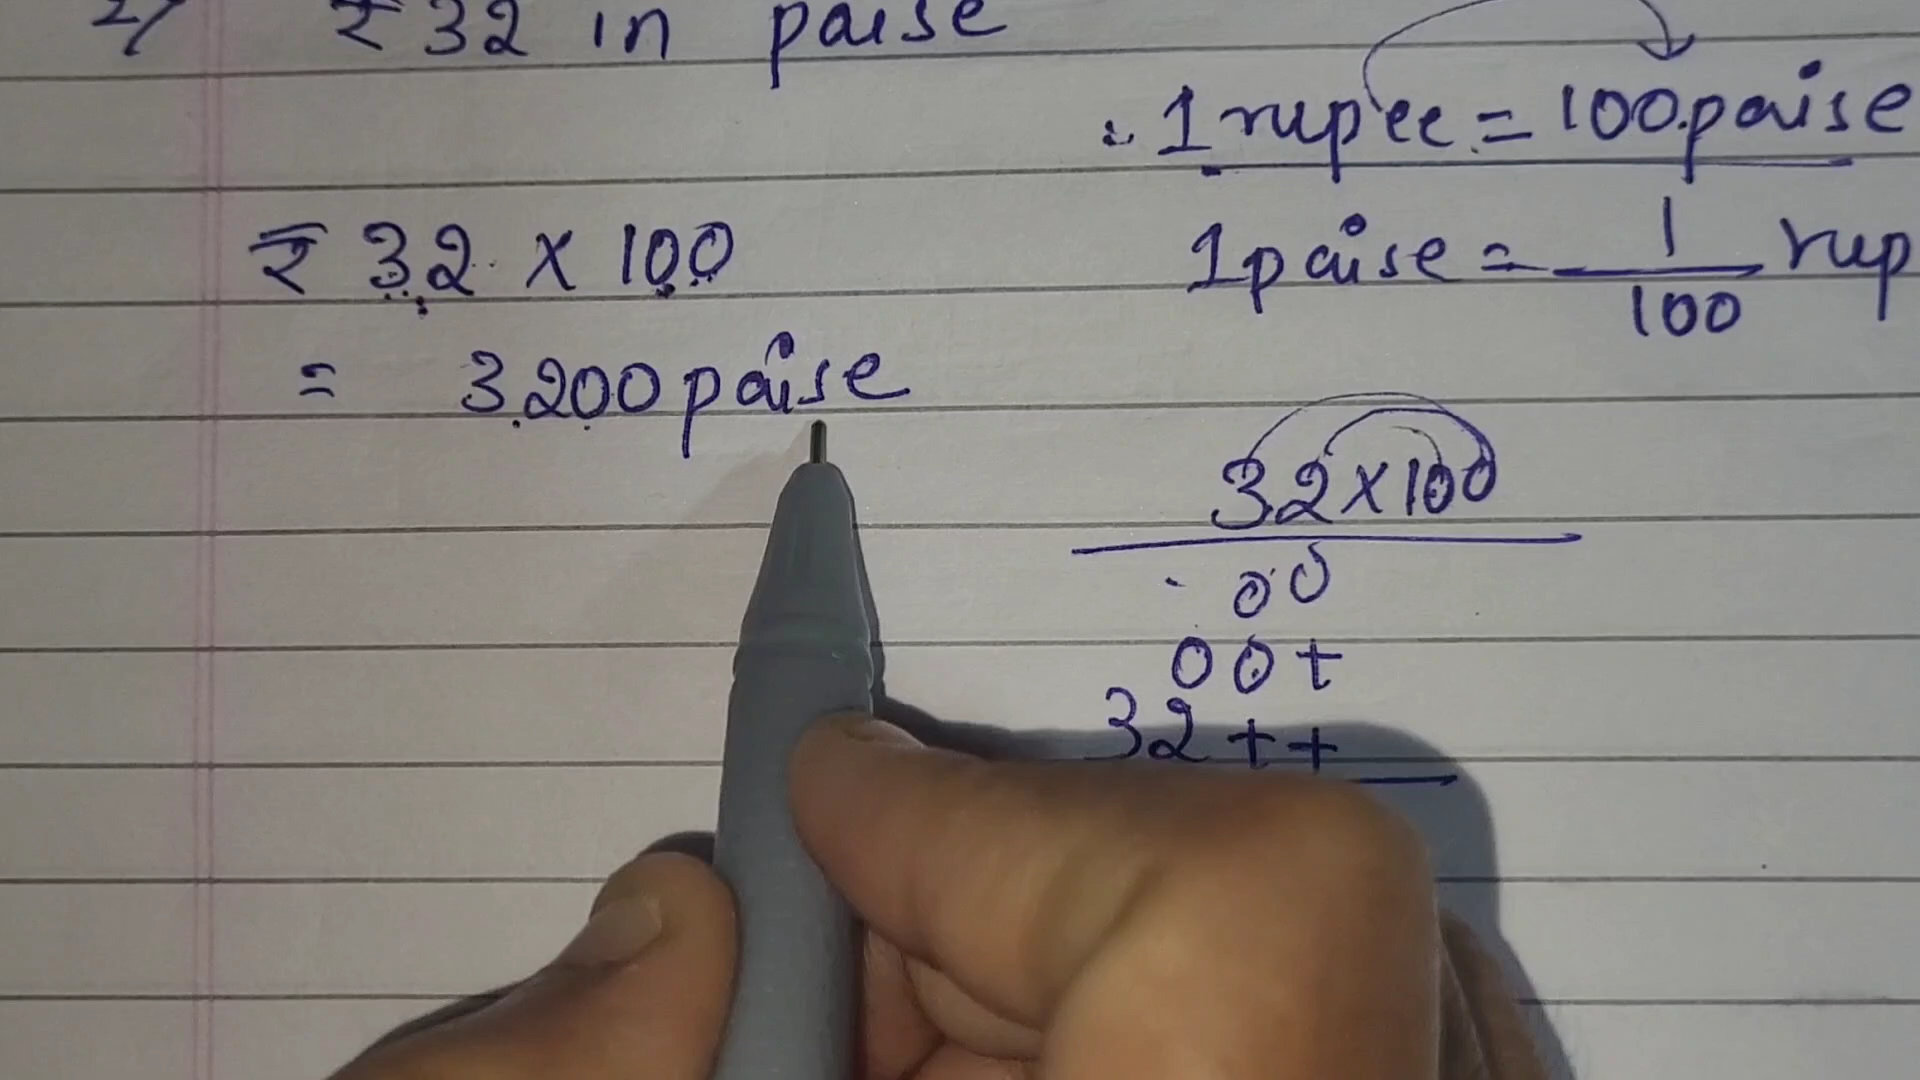 2) ₹ 32 in paise
1 rupee = 100 paise
₹ 32 × 100
1 paise = 1/100 rup
= 3200 paise
32×100
00
00+
32++